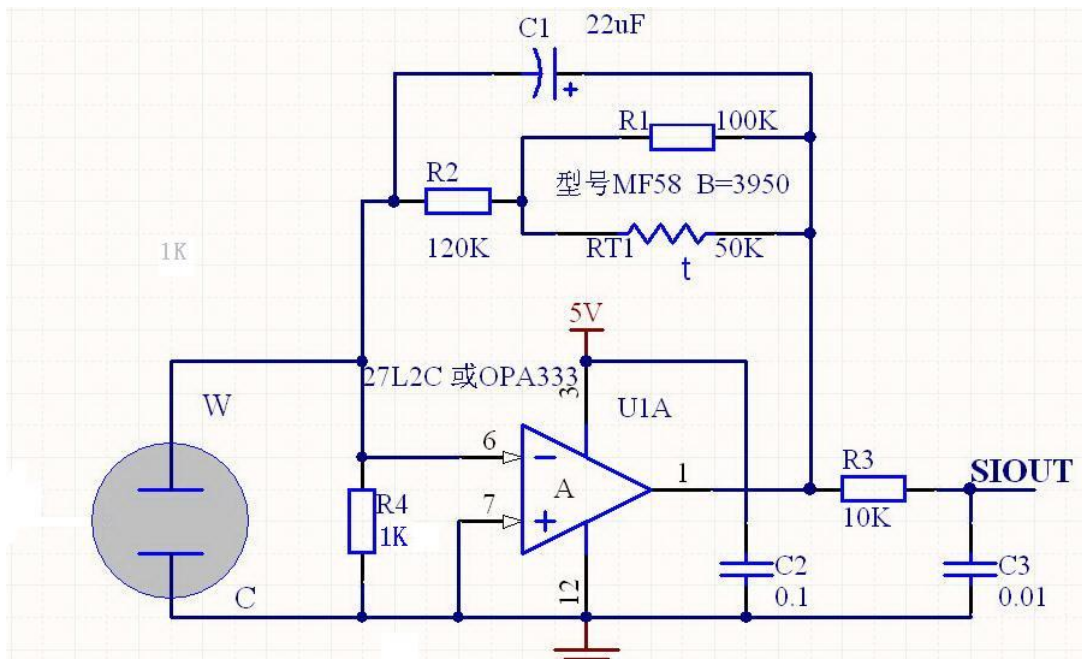 C1 22uF
R1 100K
R2
型号MF58 B=3950
1K
120K
RT1 50K
t
5V
27L2C 或OPA333
3
U1A
W
6
1
R3
SIOUT
A
7
R4
1K
10K
C2
0.1
C3
0.01
12
C